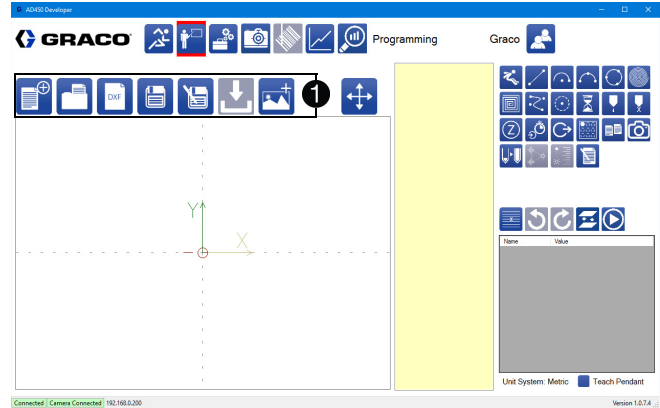 AD450 Developer
GRACO
Programming
Graco
DXF
1
Y
X
Z
x
Name Value
Unit System: Metric Teach Pendant
Connected Camera Connected 192.168.0.200 Version 1.0.7.4